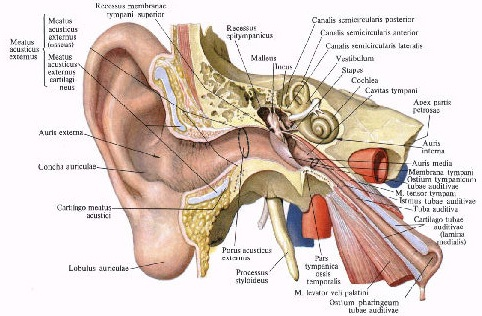 Recessus membranae
tympani superior
Meatus
acusticus
externus
Meatus
acusticus
externus
(osseus)
Meatus
acusticus
externus
cartilagi
neus
Auris externa
Concha auriculae
Cartilago meatus
acustici
Lobulus auriculae
Recessus
epitympanicus
Malleus
Incus
Canalis semicircularis posterior
Canalis semicircularis anterior
Canalis semicircularis lateralis
Vestibulum
Stapes
Cochlea
Cavitas tympani
Apex partis
petrosae
Auris
interna
Auris media
Membrana tympani
Ostium tympanicum
tubae auditivae
M. tensor tympani
Istmus tubae auditivae
Tuba auditiva
Cartilago tubae
auditivae
(lamina
medialis)
Porus acusticus
externus
Processus
styloideus
Pars
tympanica
ossis
temporalis
M. levator veli palatini
Ostium pharingeum
tubae auditivae